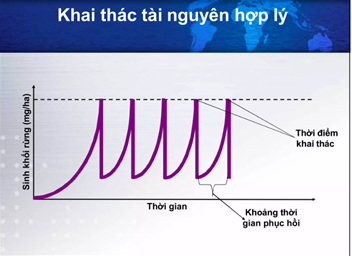 Khai thác tài nguyên hợp lý
Sinh khối rừng (mg/ha)
Thời điểm
khai thác
Thời gian
Khoảng thời
gian phục hồi